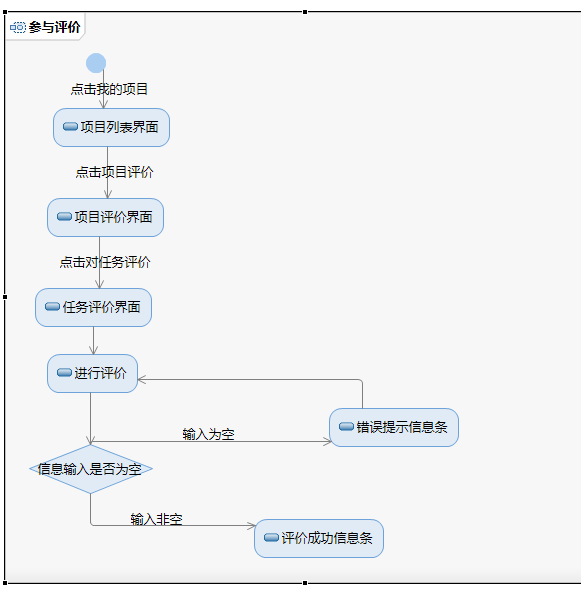 参与评价
点击我的项目
项目列表界面
点击项目评价
项目评价界面
点击对任务评价
任务评价界面
进行评价
错误提示信息条
输入为空
信息输入是否为空
输入非空
评价成功信息条